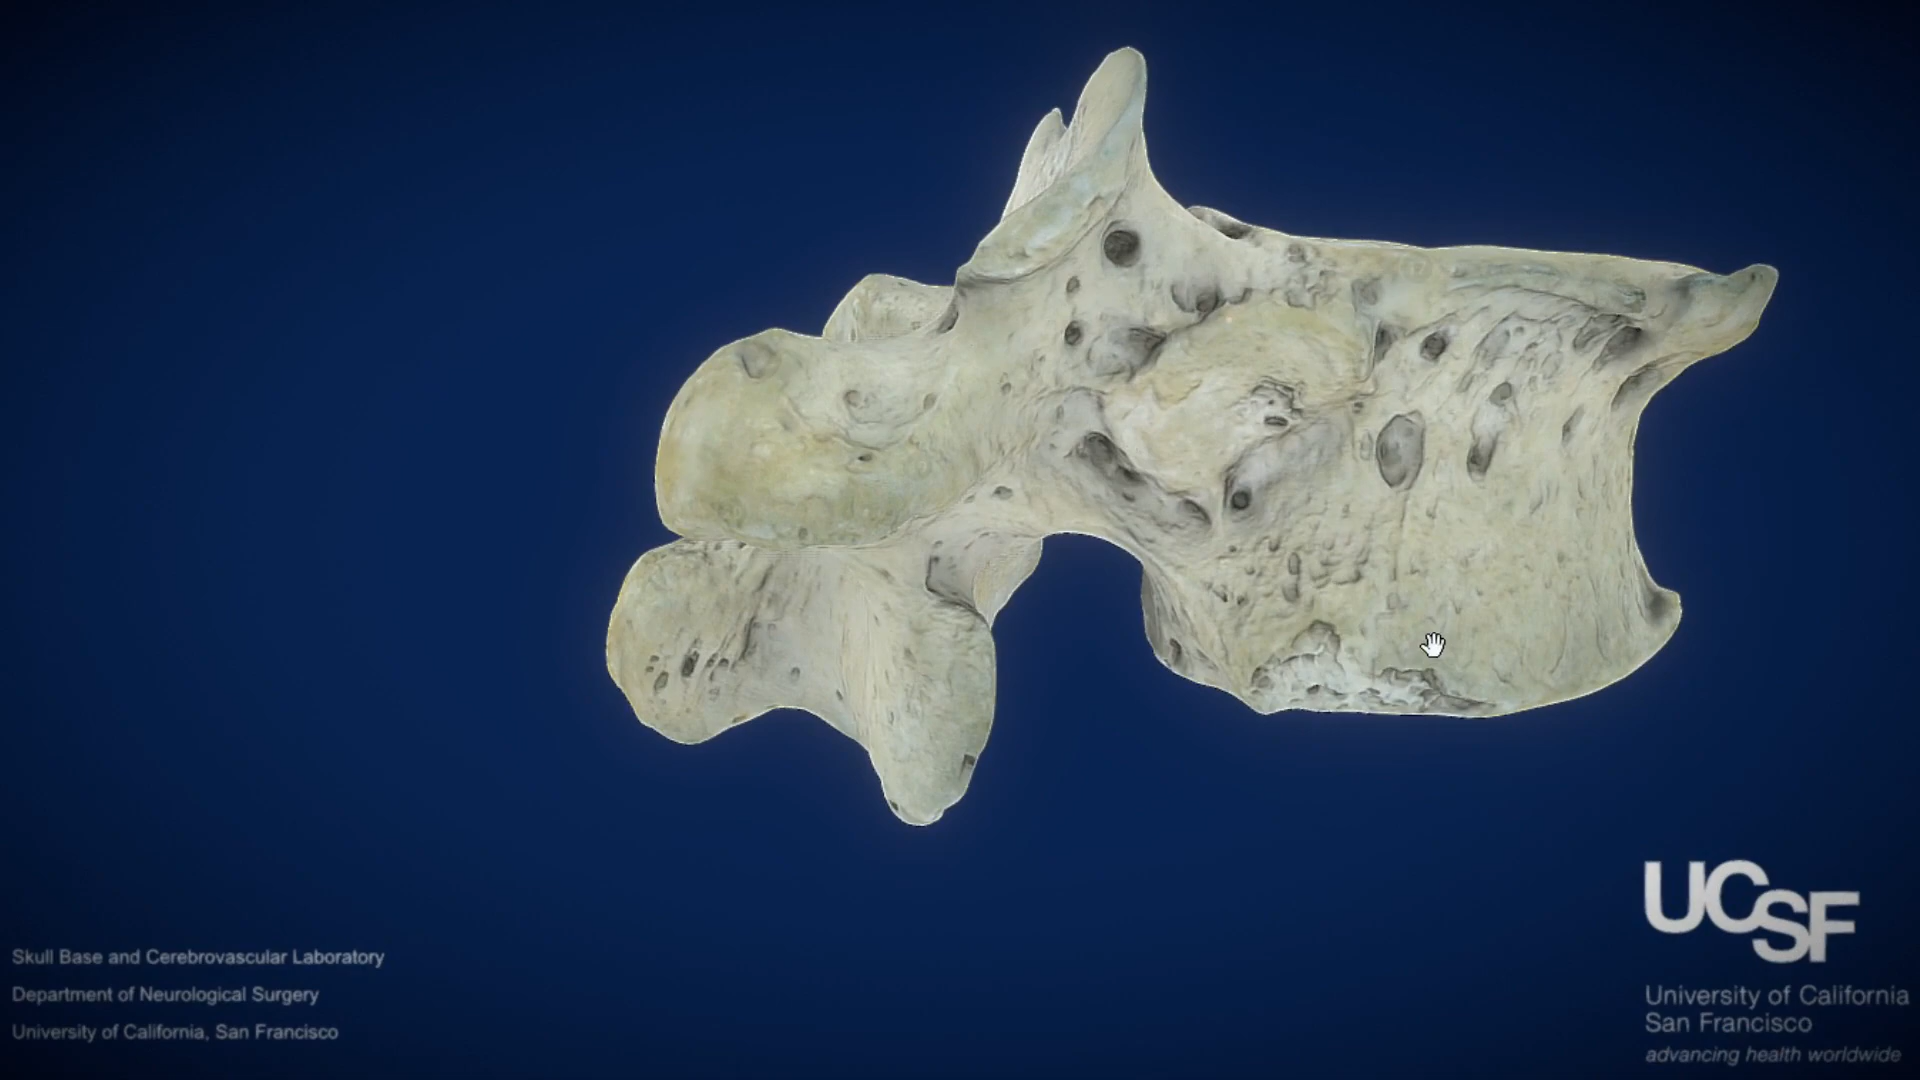 Skull Base and Cerebrovascular Laboratory
Department of Neurological Surgery
University of California, San Francisco
UCSF
University of California
San Francisco
advancing health worldwide